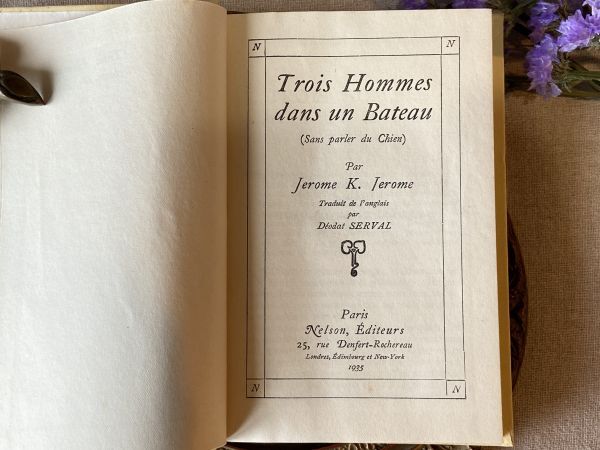 N N
Trois Hommes
dans un Bateau
(Sans parler du Chien)
Par
Jerome K. Jerome
Traduit de l'anglais
par
Déodat SERVAL
Paris
Nelson, Éditeurs
25, rue Denfert-Rochereau
Londres, Édimbourg et New-York
1935
N N